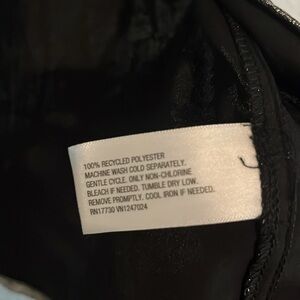 100% RECYCLED POLYESTER
MACHINE WASH COLD SEPARATELY.
GENTLE CYCLE. ONLY NON-CHLORINE
BLEACH IF NEEDED. TUMBLE DRY LOW.
REMOVE PROMPTLY. COOL IRON IF NEEDED.
RN17730 VN1247024